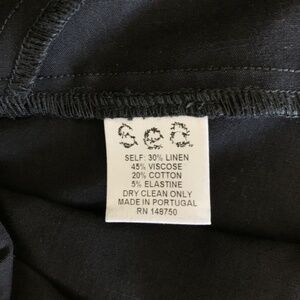 SeA
SELF: 30% LINEN
45% VISCOSE
20% COTTON
5% ELASTINE
DRY CLEAN ONLY
MADE IN PORTUGAL
RN 148750